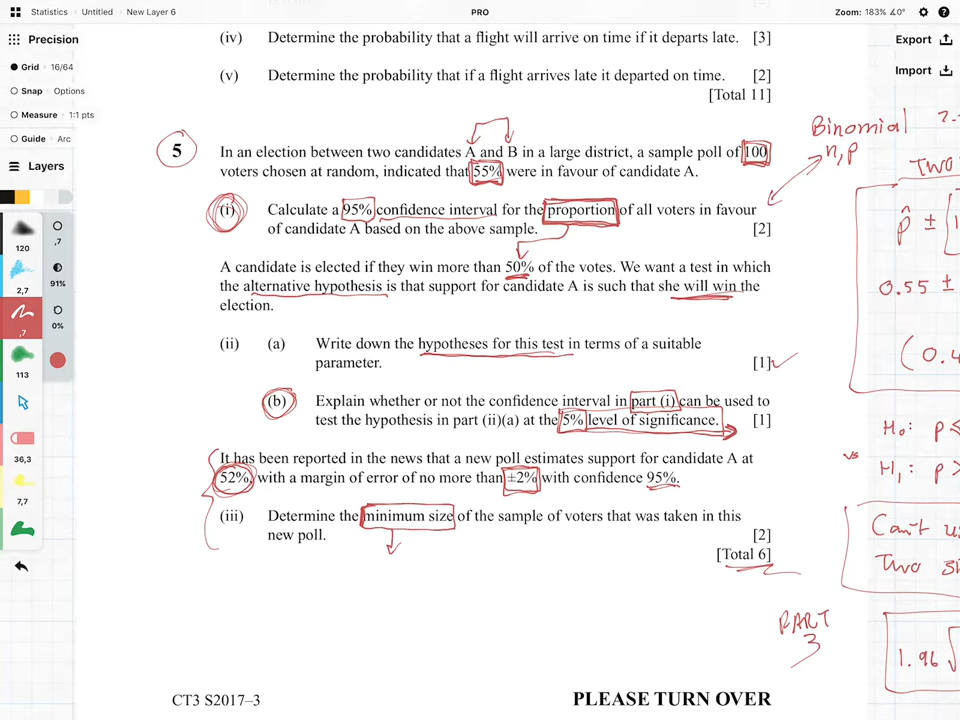 Statistics Untitled New Layer 6 PRO Zoom: 183% ∡0°
Precision
Grid 16/64
Snap Options
Measure 1:1 pts
Guide Arc
Layers
120
,7
2,7
91%
,7
0%
113
36,3
7,7
Export
Import
(iv) Determine the probability that a flight will arrive on time if it departs late. [3]
(v) Determine the probability that if a flight arrives late it departed on time. [2]
[Total 11]
5 In an election between two candidates A and B in a large district, a sample poll of 100
voters chosen at random, indicated that 55% were in favour of candidate A.
(i) Calculate a 95% confidence interval for the proportion of all voters in favour
of candidate A based on the above sample. [2]
A candidate is elected if they win more than 50% of the votes. We want a test in which
the alternative hypothesis is that support for candidate A is such that she will win the
election.
(ii) (a) Write down the hypotheses for this test in terms of a suitable
parameter. [1]
(b) Explain whether or not the confidence interval in part (i) can be used to
test the hypothesis in part (ii)(a) at the 5% level of significance. [1]
It has been reported in the news that a new poll estimates support for candidate A at
52%, with a margin of error of no more than ±2% with confidence 95%.
(iii) Determine the minimum size of the sample of voters that was taken in this
new poll. [2]
[Total 6]
CT3 S2017–3 PLEASE TURN OVER
Binomial
n, p
Two
p̂ ± [
0.55 ±
(0.4
H₀: p ≤
vs
H₁: p >
Can't u
Two si
PART
3
1.96 √